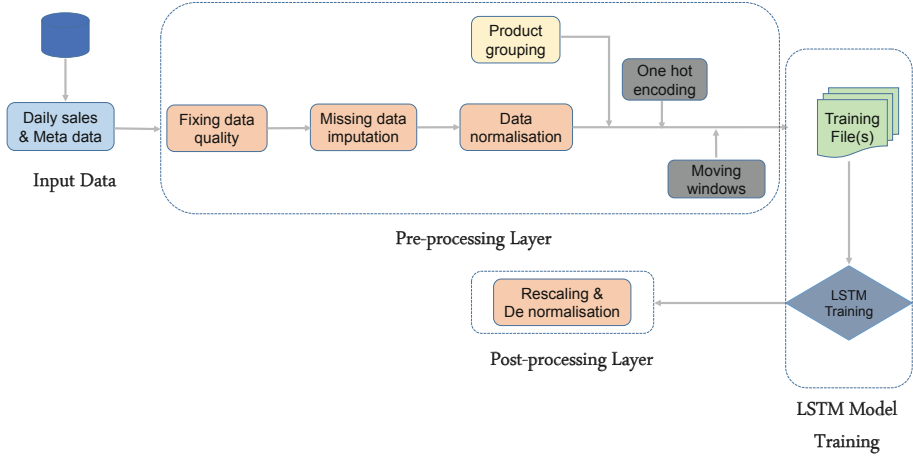 Daily sales
& Meta data
Input Data
Fixing data
quality
Missing data
imputation
Data
normalisation
Product
grouping
One hot
encoding
Moving
windows
Pre-processing Layer
Training
File(s)
LSTM
Training
LSTM Model
Training
Rescaling &
De normalisation
Post-processing Layer